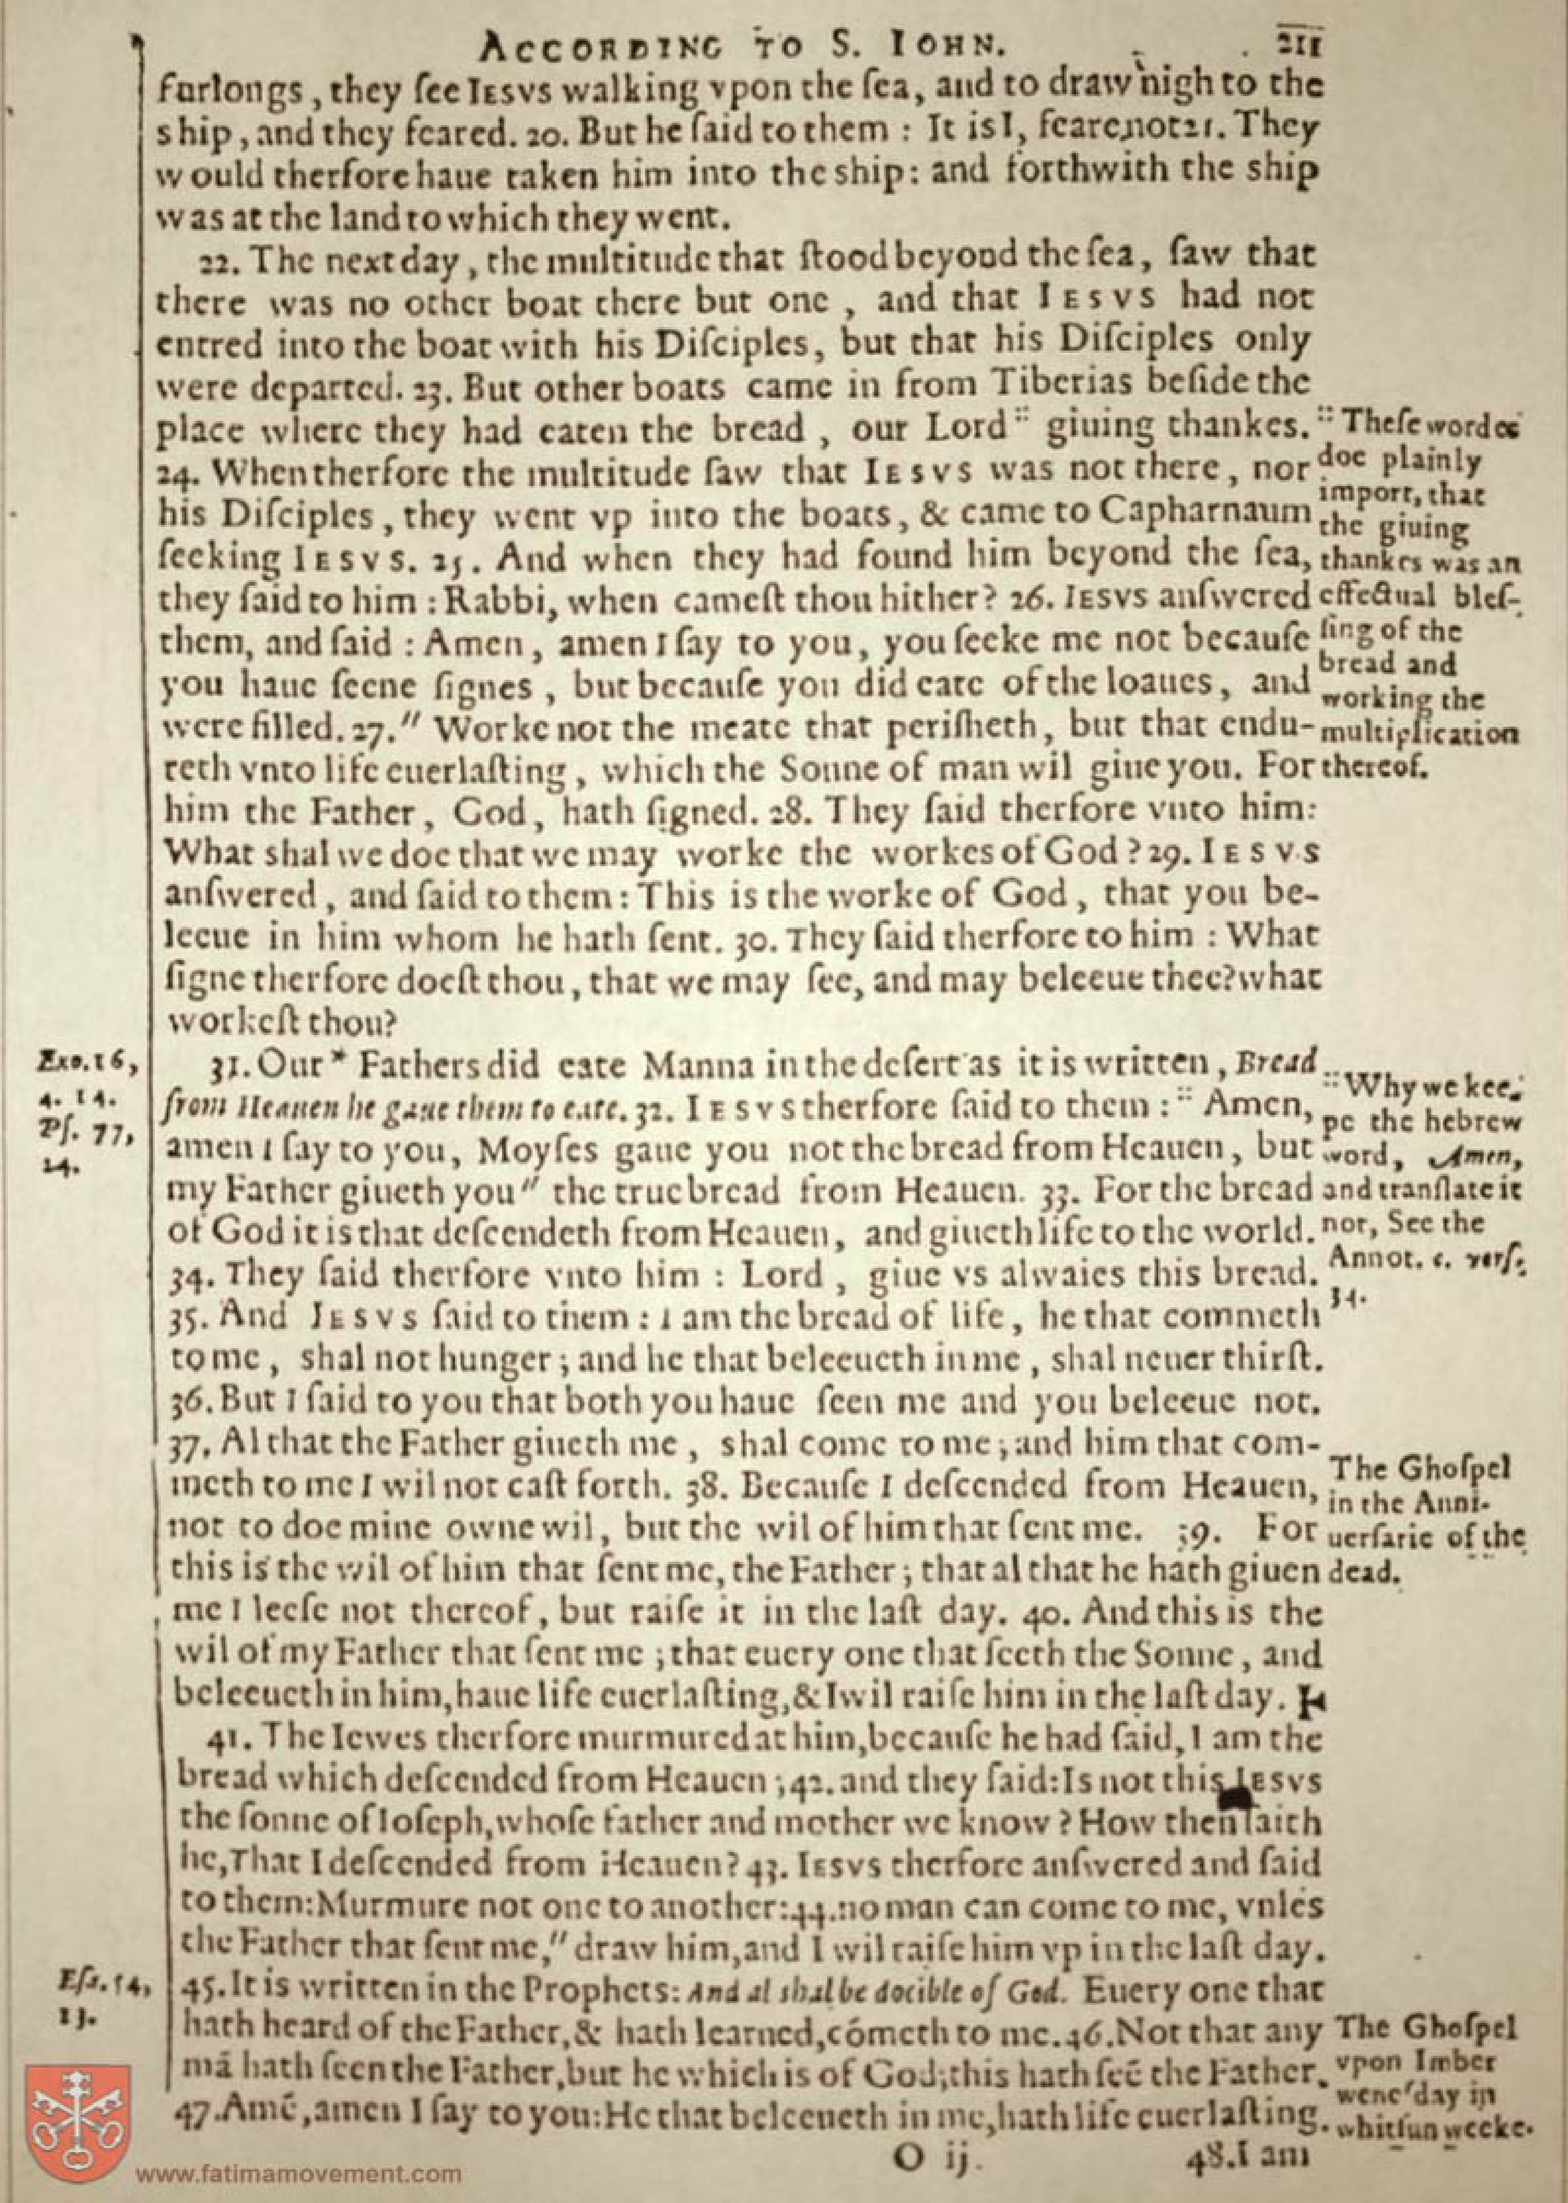 ACCORDING TO S. IOHN. 211
furlongs, they ſee IESVS walking vpon the ſea, and to draw nigh to the
ship, and they feared. 20. But he ſaid to them : It is I, feare not 21. They
would therfore haue taken him into the ship: and forthwith the ship
was at the land to which they went.
22. The next day, the multitude that ſtood beyond the ſea, ſaw that
there was no other boat there but one, and that IESVS had not
entred into the boat with his Diſciples, but that his Diſciples only
were departed. 23. But other boats came in from Tiberias beſide the
place where they had eaten the bread, our Lord :: giuing thankes.
24. When therfore the multitude ſaw that IESVS was not there, nor
his Diſciples, they went vp into the boats, & came to Capharnaum
ſeeking IESVS. 25. And when they had found him beyond the ſea,
they ſaid to him : Rabbi, when cameſt thou hither? 26. IESVS anſwered
them, and ſaid : Amen, amen I ſay to you, you ſeeke me not becauſe
you haue ſeene ſignes, but becauſe you did eate of the loaues, and
were filled. 27." Worke not the meate that periſheth, but that endu-
reth vnto life euerlaſting, which the Sonne of man wil giue you. For
him the Father, God, hath ſigned. 28. They ſaid therfore vnto him:
What shal we doe that we may worke the workes of God ? 29. IESVS
anſwered, and ſaid to them : This is the worke of God, that you be-
leeue in him whom he hath ſent. 30. They ſaid therfore to him : What
ſigne therfore doeſt thou, that we may ſee, and may beleeue thee? what
workeſt thou?
:: Theſe wordes
doe plainly
import, that
the giuing
thankes was an
effectual bleſ-
ſing of the
bread and
working the
multiplication
thereof.
Exo. 16,
4. 14.
Pſ. 77,
24.
31. Our * Fathers did eate Manna in the deſert as it is written, Bread
from Heauen he gaue them to eate. 32. IESVS therfore ſaid to them : :: Amen,
amen I ſay to you, Moyſes gaue you not the bread from Heauen, but
my Father giueth you " the true bread from Heauen. 33. For the bread
of God it is that deſcendeth from Heauen, and giueth life to the world.
34. They ſaid therfore vnto him : Lord, giue vs alwaies this bread.
35. And IESVS ſaid to them : I am the bread of life, he that commeth
to me, shal not hunger ; and he that beleeueth in me, shal neuer thirſt.
36. But I ſaid to you that both you haue ſeen me and you beleeue not.
37. Al that the Father giueth me, shal come to me ; and him that com-
meth to me I wil not caſt forth. 38. Becauſe I deſcended from Heauen,
not to doe mine owne wil, but the wil of him that ſent me. 39. For
this is the wil of him that ſent me, the Father ; that al that he hath giuen
me I leeſe not thereof, but raiſe it in the laſt day. 40. And this is the
wil of my Father that ſent me ; that euery one that ſeeth the Sonne, and
beleeueth in him, haue life euerlaſting, & I wil raiſe him in the laſt day.
:: Why we kee-
pe the hebrew
word, Amen,
and tranſlate it
not, See the
Annot. c. verſ.
34.
The Ghoſpel
in the Anni-
uerſarie of the
dead.
41. The Iewes therfore murmured at him, becauſe he had ſaid, I am the
bread which deſcended from Heauen ; 42. and they ſaid: Is not this IESVS
the ſonne of Ioſeph, whoſe father and mother we know ? How then ſaith
he, That I deſcended from Heauen? 43. IESVS therfore anſwered and ſaid
to them: Murmure not one to another: 44. no man can come to me, vnles
the Father that ſent me, " draw him, and I wil raiſe him vp in the laſt day.
Eſa. 54,
13.
45. It is written in the Prophets: And al shal be docible of God. Euery one that
hath heard of the Father, & hath learned, cōmeth to me. 46. Not that any
mā hath ſeen the Father, but he which is of God; this hath ſeē the Father.
47. Amē, amen I ſay to you: He that beleeueth in me, hath life euerlaſting.
The Ghoſpel
vpon Imber
weneſday in
whitſun weeke.
O ij. 48. I am
www.fatimamovement.com